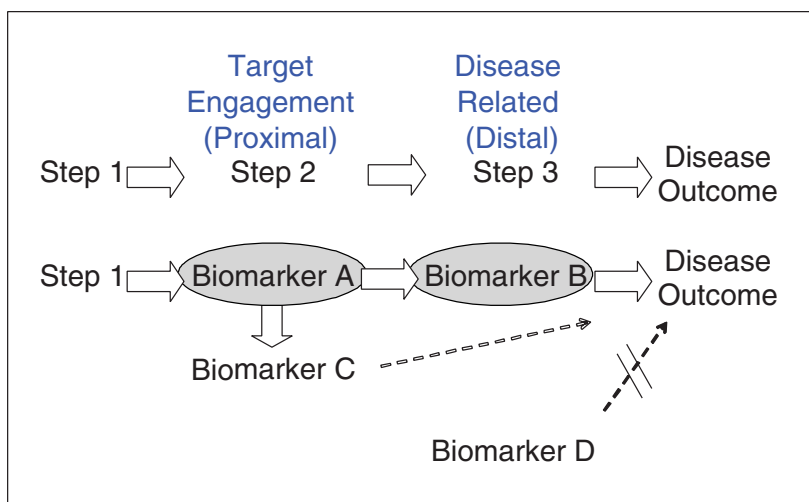 Target
Engagement
(Proximal)
Disease
Related
(Distal)
Step 1
Step 2
Step 3
Disease
Outcome
Step 1
Biomarker A
Biomarker B
Disease
Outcome
Biomarker C
Biomarker D